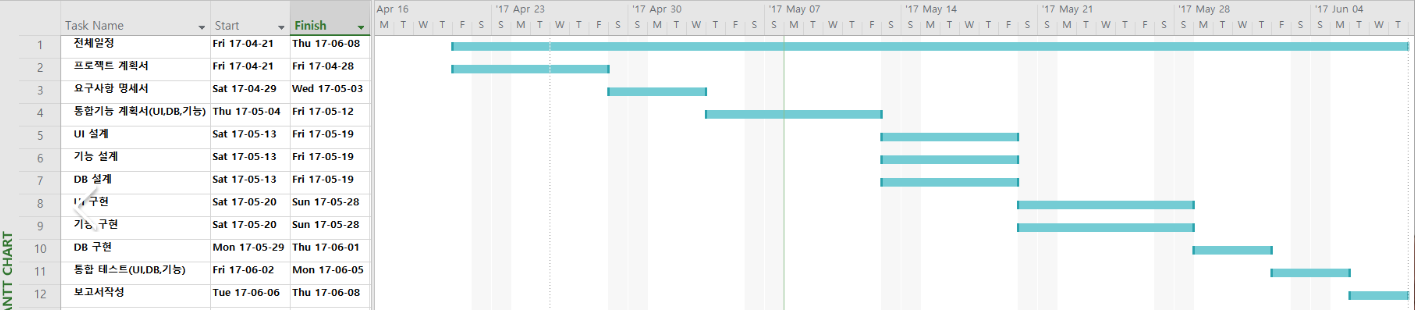 Apr 16 '17 Apr 23 '17 Apr 30 '17 May 07 '17 May 14 '17 May 21 '17 May 28 '17 Jun 04
Task Name Start Finish M T W T F S S M T W T F S S M T W T F S S M T W T F S S M T W T F S S M T W T F S S M T W T F S S M T W T
1 전체일정 Fri 17-04-21 Thu 17-06-08
2 프로젝트 계획서 Fri 17-04-21 Fri 17-04-28
3 요구사항 명세서 Sat 17-04-29 Wed 17-05-03
4 통합기능 계획서(UI,DB,기능) Thu 17-05-04 Fri 17-05-12
5 UI 설계 Sat 17-05-13 Fri 17-05-19
6 기능 설계 Sat 17-05-13 Fri 17-05-19
7 DB 설계 Sat 17-05-13 Fri 17-05-19
8 UI 구현 Sat 17-05-20 Sun 17-05-28
9 기능 구현 Sat 17-05-20 Sun 17-05-28
10 DB 구현 Mon 17-05-29 Thu 17-06-01
11 통합 테스트(UI,DB,기능) Fri 17-06-02 Mon 17-06-05
12 보고서작성 Tue 17-06-06 Thu 17-06-08
ANTT CHART